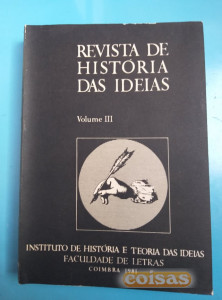 REVISTA DE
HISTÓRIA
DAS IDEIAS
Volume III
INSTITUTO DE HISTÓRIA E TEORIA DAS IDEIAS
FACULDADE DE LETRAS
COIMBRA 1981
coisas